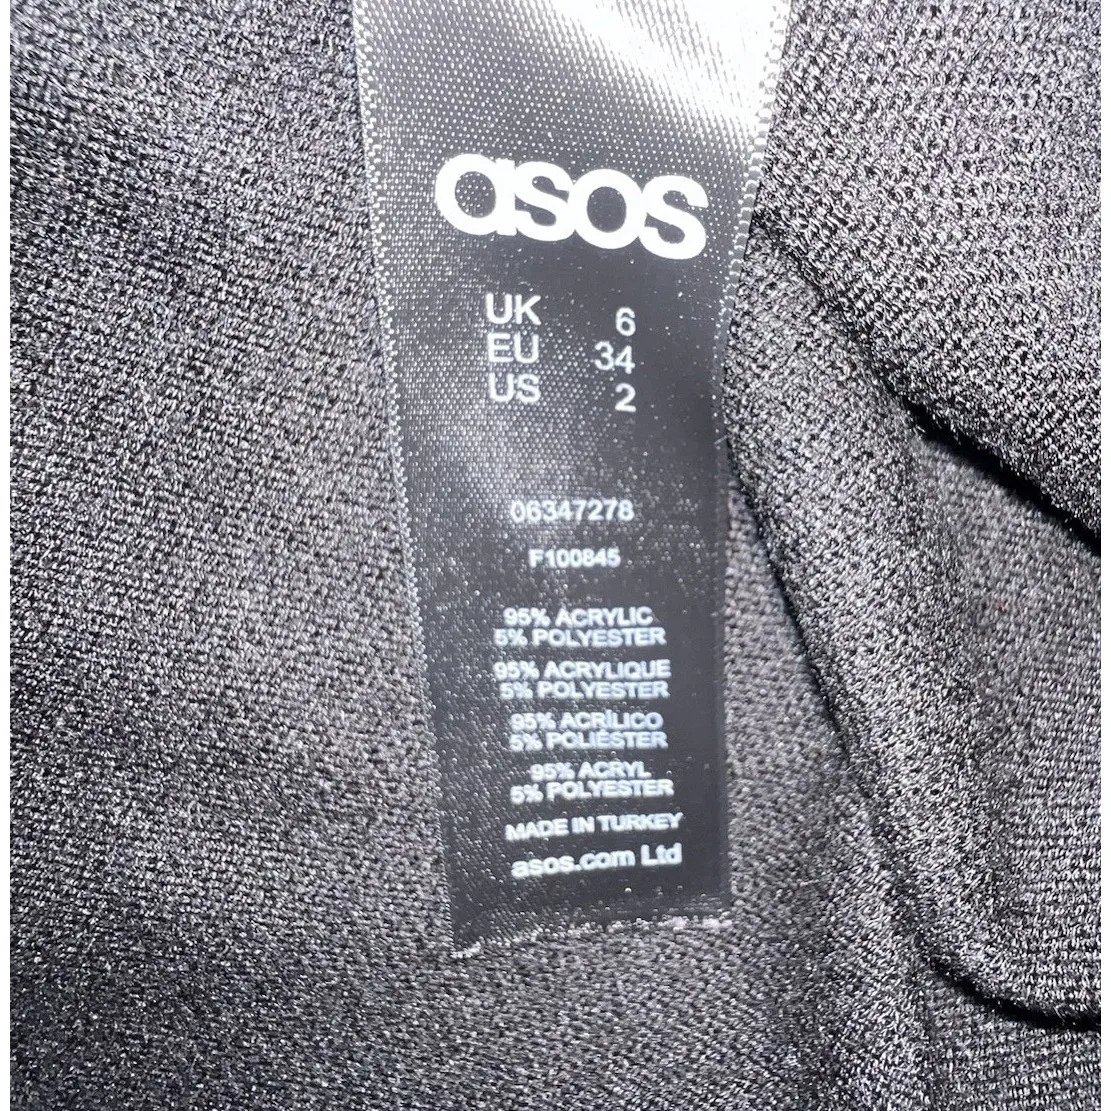 asos
UK 6
EU 34
US 2
06347278
F100845
95% ACRYLIC
5% POLYESTER
95% ACRYLIQUE
5% POLYESTER
95% ACRÍLICO
5% POLIÉSTER
95% ACRYL
5% POLYESTER
MADE IN TURKEY
asos.com Ltd